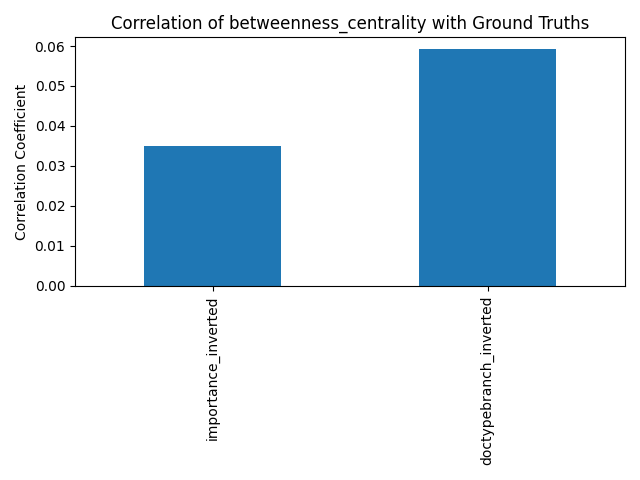 Correlation of betweenness_centrality with Ground Truths
Correlation Coefficient
0.06
0.05
0.04
0.03
0.02
0.01
0.00
importance_inverted
doctypebranch_inverted